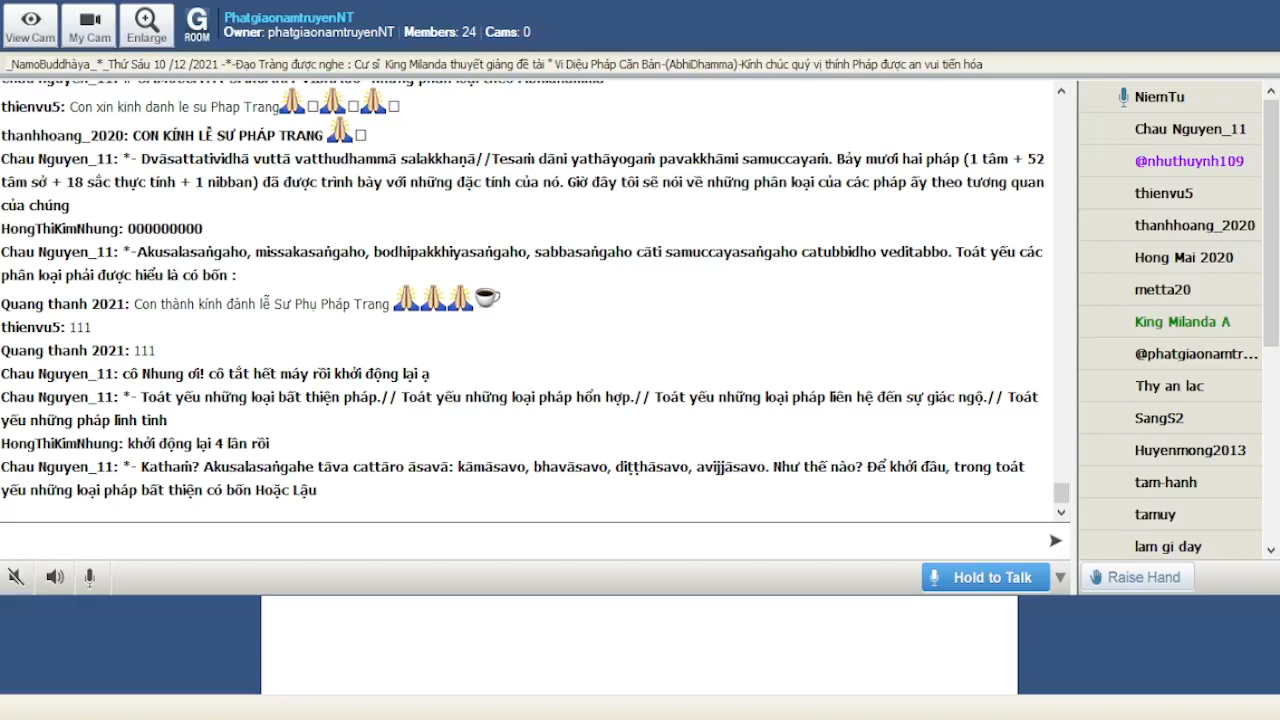 View Cam
My Cam
Enlarge
G
ROOM
PhatgiaonamtruyenNT
Owner: phatgiaonamtruyenNT | Members: 24 | Cams: 0
_NamoBuddhàya_*_Thứ Sáu 10 /12 /2021 -*-Đạo Tràng được nghe : Cư sĩ King Milanda thuyết giảng đề tài " Vi Diệu Pháp Căn Bản-(AbhiDhamma)-Kính chúc quý vị thính Pháp được an vui tiến hóa
thienvu5: Con xin kinh danh le su Phap Trang
thanhhoang_2020: CON KÍNH LỄ SƯ PHÁP TRANG
Chau Nguyen_11: *- Dvāsattatividhā vuttā vatthudhammā salakkhaṇā//Tesaṁ dāni yathāyogaṁ pavakkhāmi samuccayaṁ. Bảy mươi hai pháp (1 tâm + 52
tâm sở + 18 sắc thực tính + 1 nibban) đã được trình bày với những đặc tính của nó. Giờ đây tôi sẽ nói về những phân loại của các pháp ấy theo tương quan
của chúng
HongThiKimNhung: 000000000
Chau Nguyen_11: *-Akusalasaṅgaho, missakasaṅgaho, bodhipakkhiyasaṅgaho, sabbasaṅgaho cāti samuccayasaṅgaho catubbidho veditabbo. Toát yếu các
phân loại phải được hiểu là có bốn :
Quang thanh 2021: Con thành kính đảnh lễ Sư Phụ Pháp Trang
thienvu5: 111
Quang thanh 2021: 111
Chau Nguyen_11: cô Nhung ơi! cô tắt hết máy rồi khởi động lại ạ
Chau Nguyen_11: *- Toát yếu những loại bất thiện pháp.// Toát yếu những loại pháp hổn hợp.// Toát yếu những loại pháp liên hệ đến sự giác ngộ.// Toát
yếu những pháp linh tinh
HongThiKimNhung: khởi động lại 4 lần rồi
Chau Nguyen_11: *- Kathaṁ? Akusalasaṅgahe tāva cattāro āsavā: kāmāsavo, bhavāsavo, diṭṭhāsavo, avijjāsavo. Như thế nào? Để khởi đầu, trong toát
yếu những loại pháp bất thiện có bốn Hoặc Lậu
NiemTu
Chau Nguyen_11
@nhuthuynh109
thienvu5
thanhhoang_2020
Hong Mai 2020
metta20
King Milanda A
@phatgiaonamtr...
Thy an lac
SangS2
Huyenmong2013
tam-hanh
tamuy
lam gi day
Hold to Talk
Raise Hand